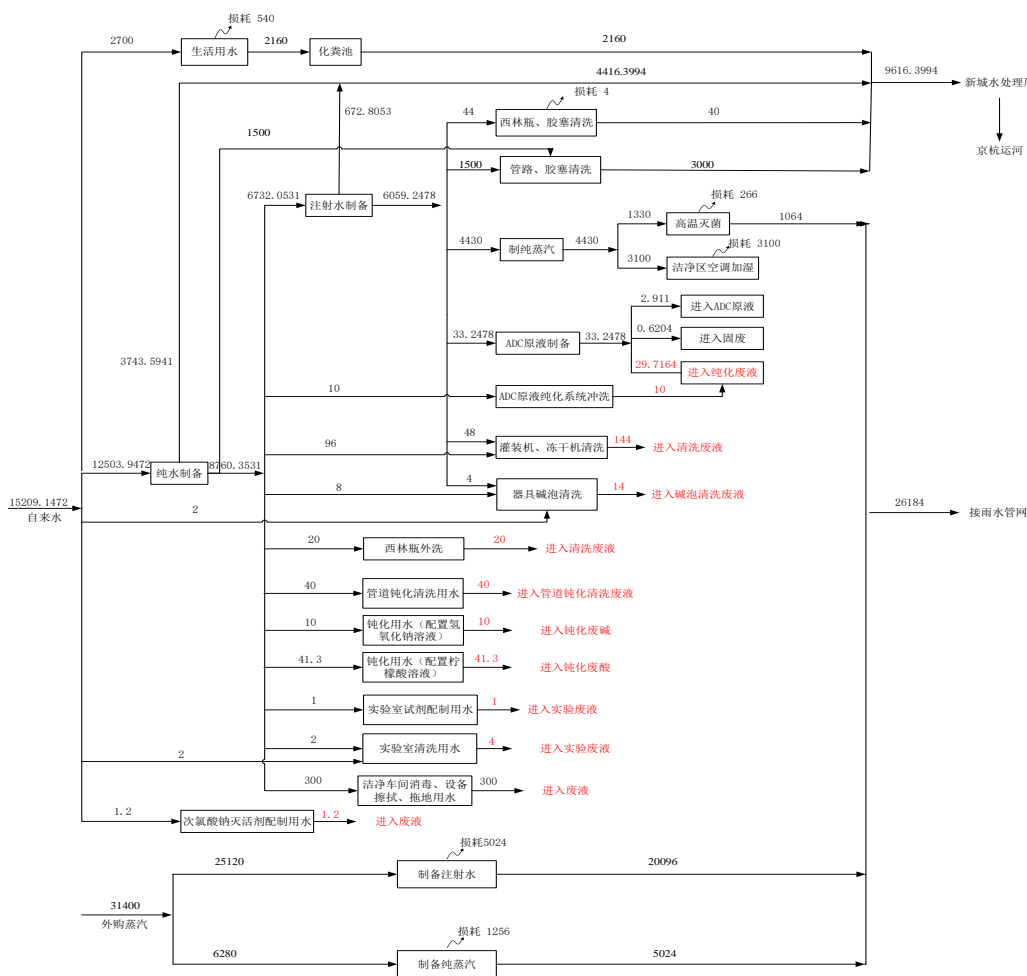 损耗 540
2700
生活用水
2160
化粪池
2160
9616.3994
新城水处理厂
京杭运河
4416.3994
672.8053
损耗 4
44
西林瓶、胶塞清洗
40
1500
1500
管路、胶塞清洗
3000
6732.0531
注射水制备
6059.2478
损耗 266
1330
高温灭菌
1064
4430
制纯蒸汽
4430
损耗 3100
3100
洁净区空调加湿
2.911
进入ADC原液
33.2478
ADC原液制备
33.2478
0.6204
进入固废
29.7164
进入纯化废液
3743.5941
10
ADC原液纯化系统冲洗
10
48
96
灌装机、冻干机清洗
144
进入清洗废液
12503.9472
纯水制备
8760.3531
4
8
器具碱泡清洗
14
进入碱泡清洗废液
15209.1472
自来水
2
26184
接雨水管网
20
西林瓶外洗
20
进入清洗废液
40
管道钝化清洗用水
40
进入管道钝化清洗废液
10
钝化用水（配置氢
氧化钠溶液）
10
进入钝化废碱
41.3
钝化用水（配置柠
檬酸溶液）
41.3
进入钝化废酸
1
实验室试剂配制用水
1
进入实验废液
2
2
实验室清洗用水
4
进入实验废液
300
洁净车间消毒、设备
擦拭、拖地用水
300
进入废液
1.2
次氯酸钠灭活剂配制用水
1.2
进入废液
损耗5024
25120
制备注射水
20096
31400
外购蒸汽
损耗 1256
6280
制备纯蒸汽
5024